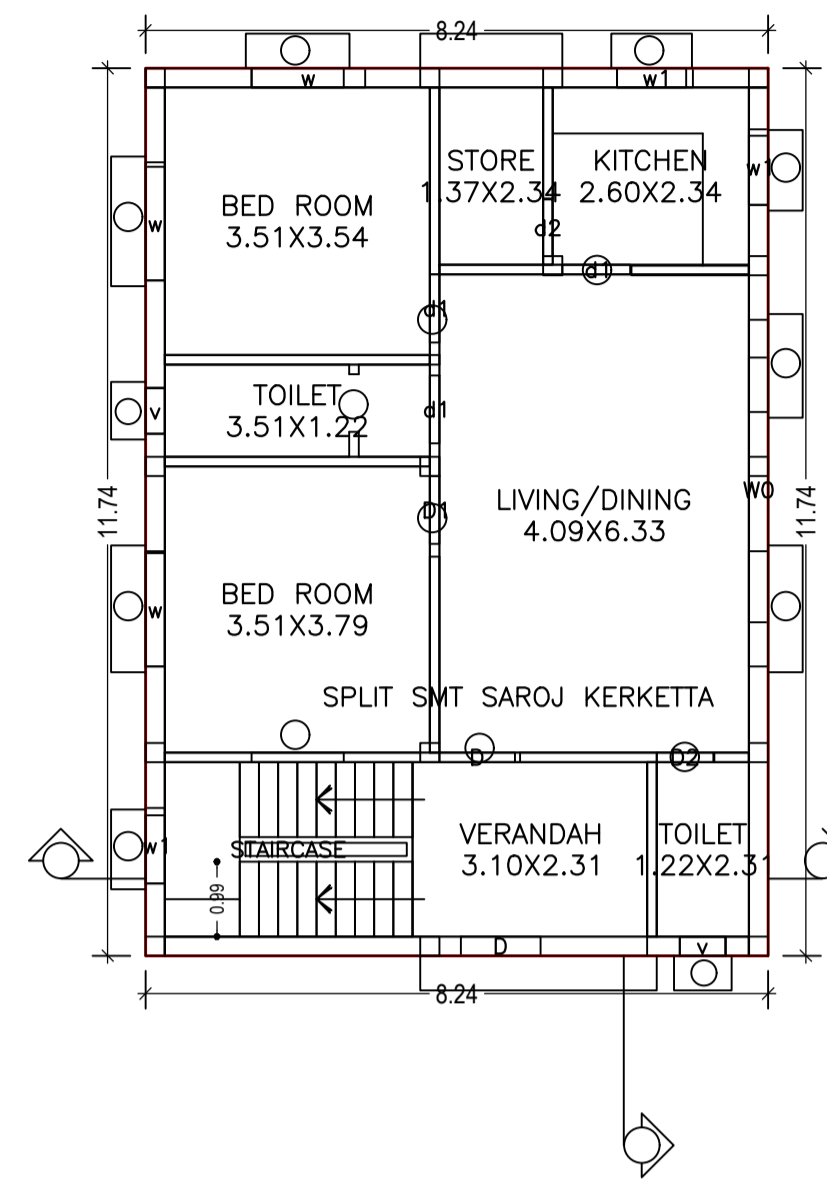 8.24
w
w1
STORE
1.37X2.34
KITCHEN
2.60X2.34
w1
BED ROOM
3.51X3.54
w
d2
d1
d1
TOILET
3.51X1.22
v
d1
11.74
11.74
WO
LIVING/DINING
4.09X6.33
D1
BED ROOM
3.51X3.79
w
SPLIT SMT SAROJ KERKETTA
D
D2
VERANDAH
3.10X2.31
TOILET
1.22X2.31
STAIRCASE
w1
0.99
D
v
8.24